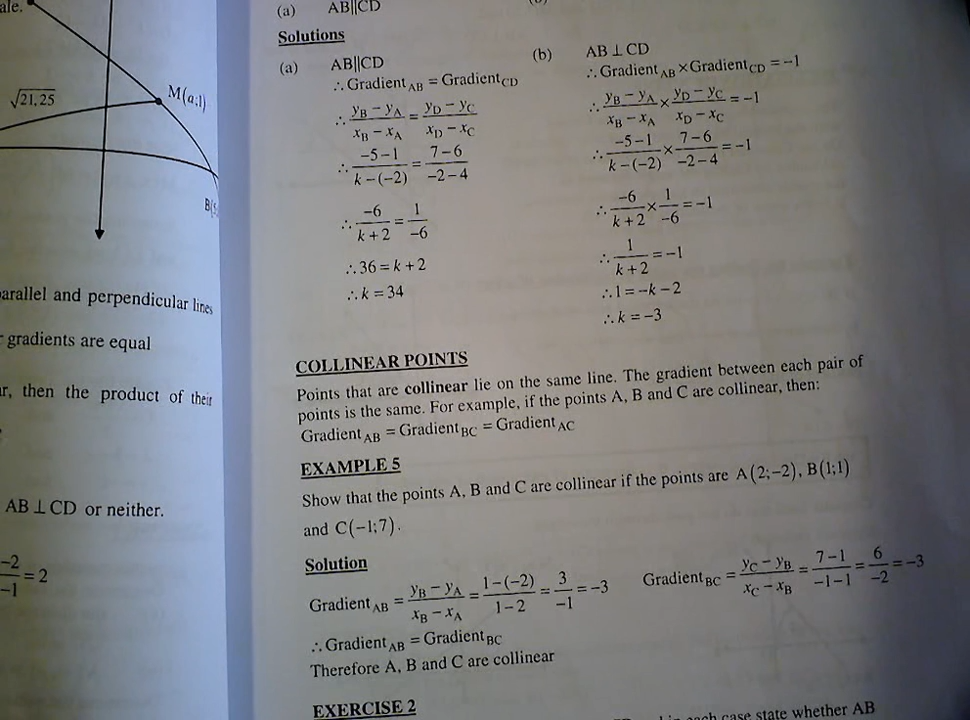 ale.
√21,25
M(a;1)
parallel and perpendicular lines
gradients are equal
then the product of their
AB ⊥ CD or neither.
-2/-1 = 2
(a) AB||CD
Solutions
(a) AB||CD
∴ Gradient_AB = Gradient_CD
∴ (y_B − y_A)/(x_B − x_A) = (y_D − y_C)/(x_D − x_C)
∴ (−5−1)/(k−(−2)) = (7−6)/(−2−4)
∴ −6/(k+2) = 1/−6
∴ 36 = k + 2
∴ k = 34
(b) AB ⊥ CD
∴ Gradient_AB × Gradient_CD = −1
∴ (y_B − y_A)/(x_B − x_A) × (y_D − y_C)/(x_D − x_C) = −1
∴ (−5−1)/(k−(−2)) × (7−6)/(−2−4) = −1
∴ −6/(k+2) × 1/−6 = −1
∴ 1/(k+2) = −1
∴ 1 = −k − 2
∴ k = −3
COLLINEAR POINTS
Points that are collinear lie on the same line. The gradient between each pair of
points is the same. For example, if the points A, B and C are collinear, then:
Gradient_AB = Gradient_BC = Gradient_AC
EXAMPLE 5
Show that the points A, B and C are collinear if the points are A(2;−2), B(1;1)
and C(−1;7).
Solution
Gradient_AB = (y_B − y_A)/(x_B − x_A) = (1−(−2))/(1−2) = 3/−1 = −3
Gradient_BC = (y_C − y_B)/(x_C − x_B) = (7−1)/(−1−1) = 6/−2 = −3
∴ Gradient_AB = Gradient_BC
Therefore A, B and C are collinear
EXERCISE 2
in each case state whether AB